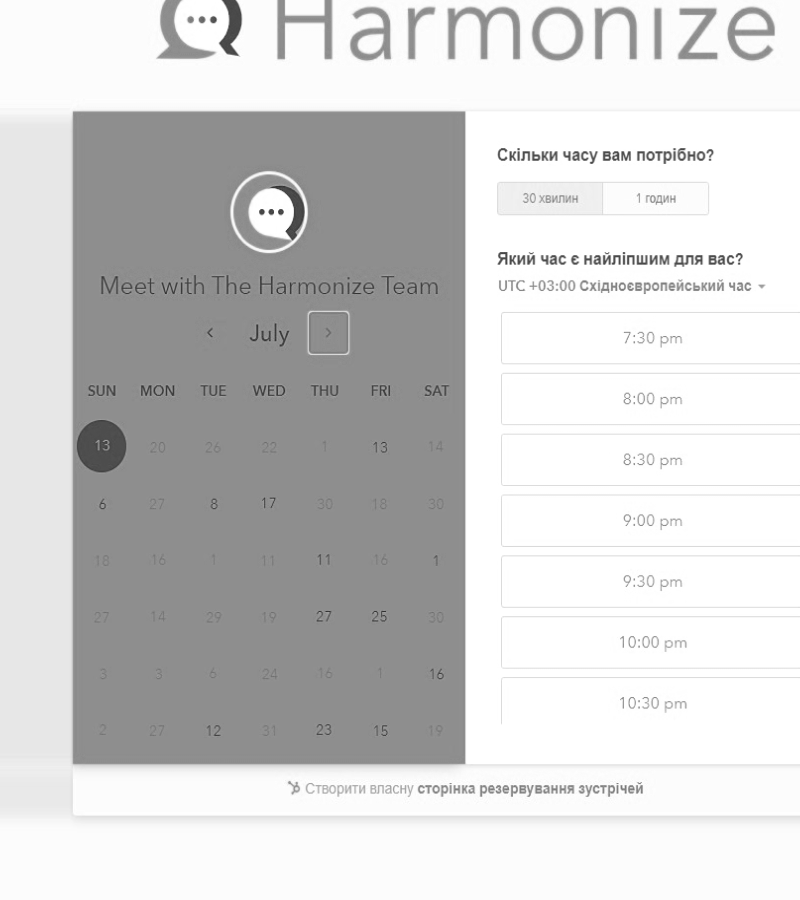 Harmonize
Meet with The Harmonize Team
July
SUN MON TUE WED THU FRI SAT
13 20 26 22 1 13 14
6 27 8 17 30 18 30
18 16 1 11 11 16 1
27 14 29 19 27 25 30
3 3 6 24 16 1 16
2 27 12 31 23 15 19
Скільки часу вам потрібно?
30 хвилин 1 годин
Який час є найліпшим для вас?
UTC +03:00 Східноєвропейський час
7:30 pm
8:00 pm
8:30 pm
9:00 pm
9:30 pm
10:00 pm
10:30 pm
Створити власну сторінка резервування зустрічей